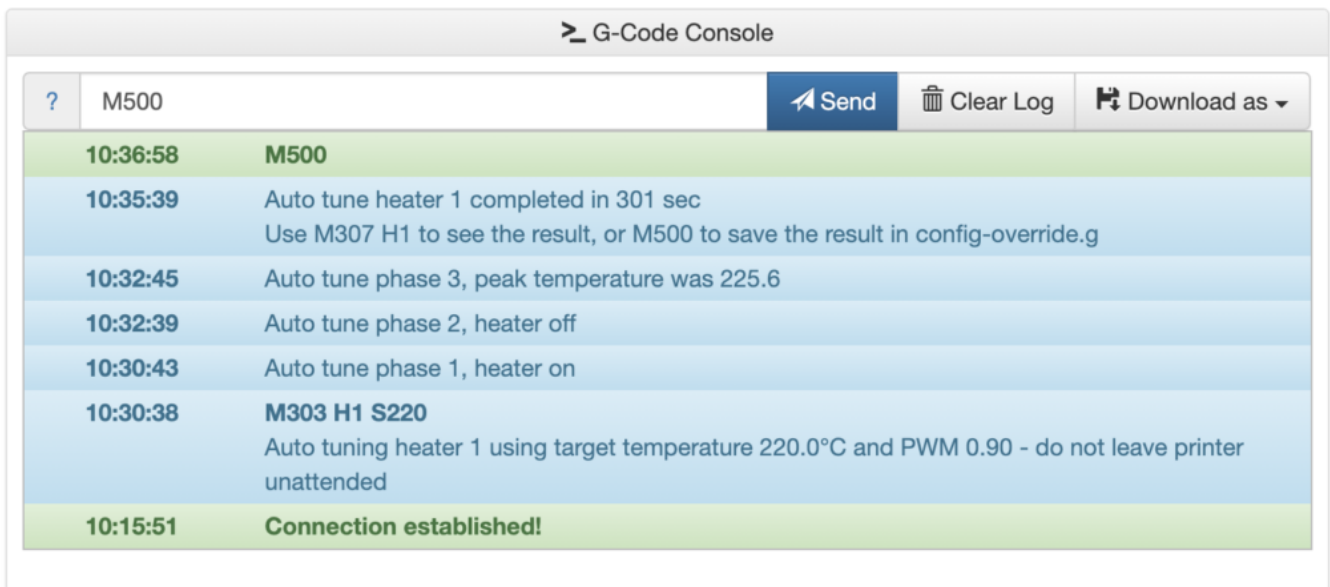 G-Code Console
? M500 Send Clear Log Download as
10:36:58 M500
10:35:39 Auto tune heater 1 completed in 301 sec
Use M307 H1 to see the result, or M500 to save the result in config-override.g
10:32:45 Auto tune phase 3, peak temperature was 225.6
10:32:39 Auto tune phase 2, heater off
10:30:43 Auto tune phase 1, heater on
10:30:38 M303 H1 S220
Auto tuning heater 1 using target temperature 220.0°C and PWM 0.90 - do not leave printer
unattended
10:15:51 Connection established!